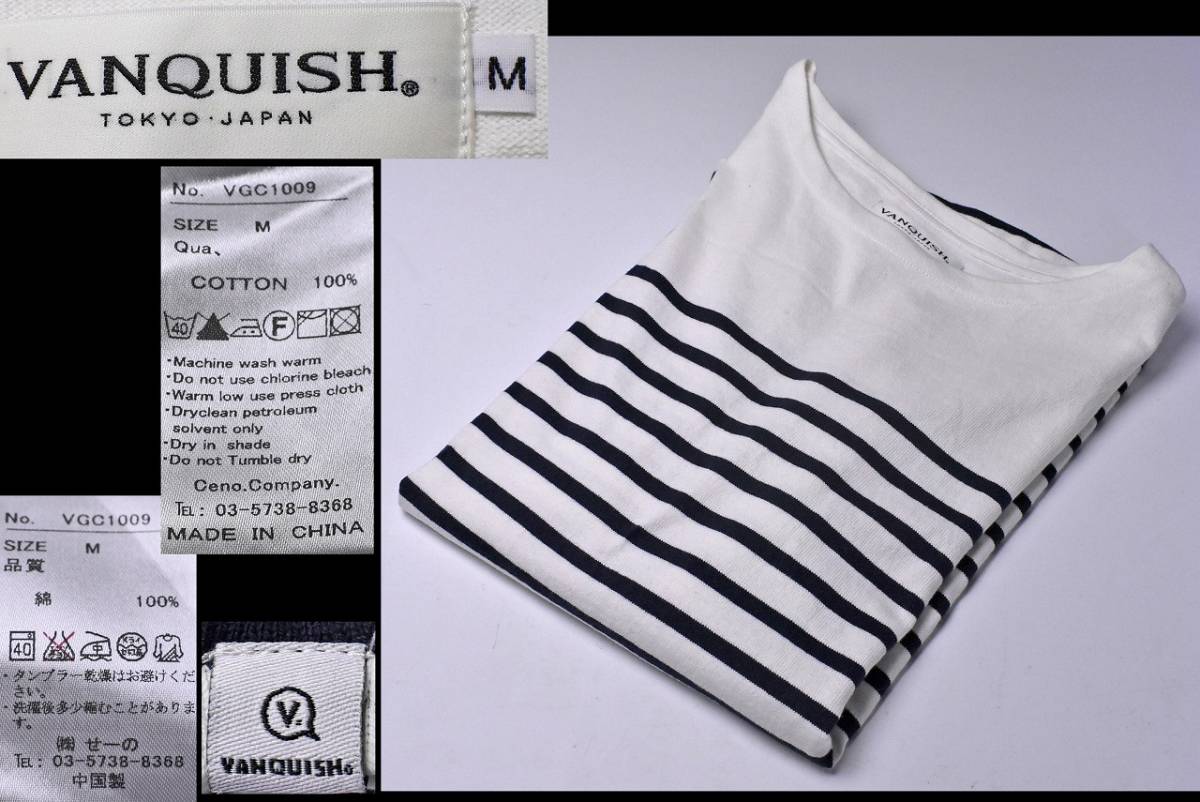 VANQUISH®
TOKYO·JAPAN
M
No. VGC1009
SIZE M
Qua、
COTTON 100%
40 F
·Machine wash warm
·Do not use chlorine bleach
·Warm low use press cloth
·Dryclean petroleum
solvent only
·Dry in shade
·Do not Tumble dry
Ceno.Company.
TEL: 03-5738-8368
MADE IN CHINA
No. VGC1009
SIZE M
品質
綿 100%
40 中
・タンブラー乾燥はお避けくだ
さい。
・洗濯後多少縮むことがありま
す。
㈱せーの
TEL: 03-5738-8368
中国製
V.
VANQUISH®
VANQUISH.